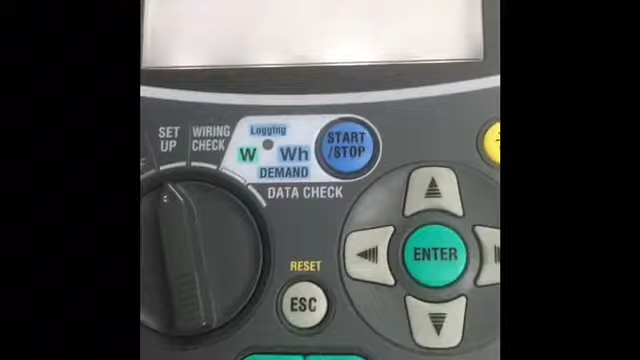 SET
UP
WIRING
CHECK
Logging
W Wh
DEMAND
DATA CHECK
START
/STOP
ENTER
RESET
ESC